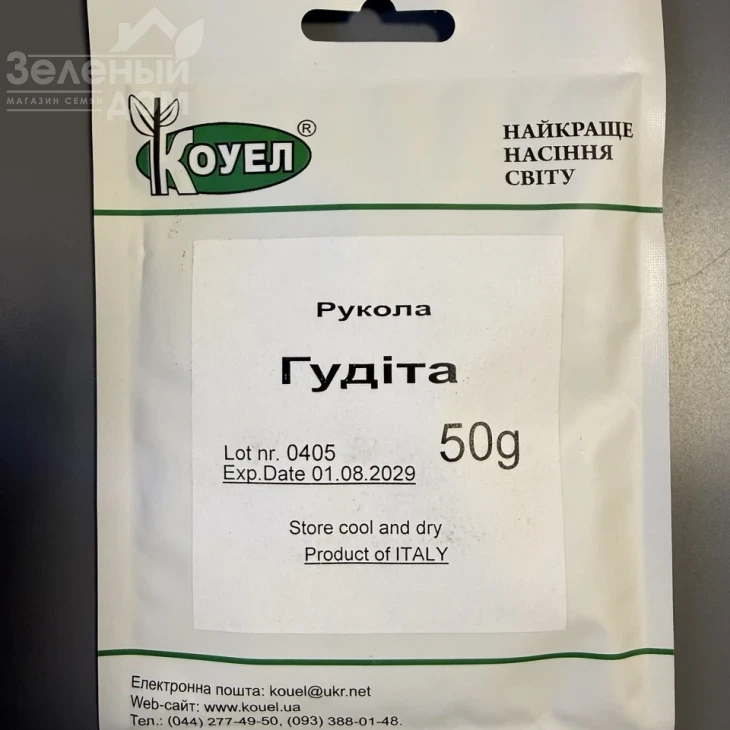 Зеленый
МАГАЗИН СЕМЯН
ДОМ
КОУЕЛ®
НАЙКРАЩЕ
НАСІННЯ
СВІТУ
Рукола
Гудіта
50g
Lot nr. 0405
Exp.Date 01.08.2029
Store cool and dry
Product of ITALY
Електронна пошта: kouel@ukr.net
Web-сайт: www.kouel.ua
Тел.: (044) 277-49-50, (093) 388-01-48.